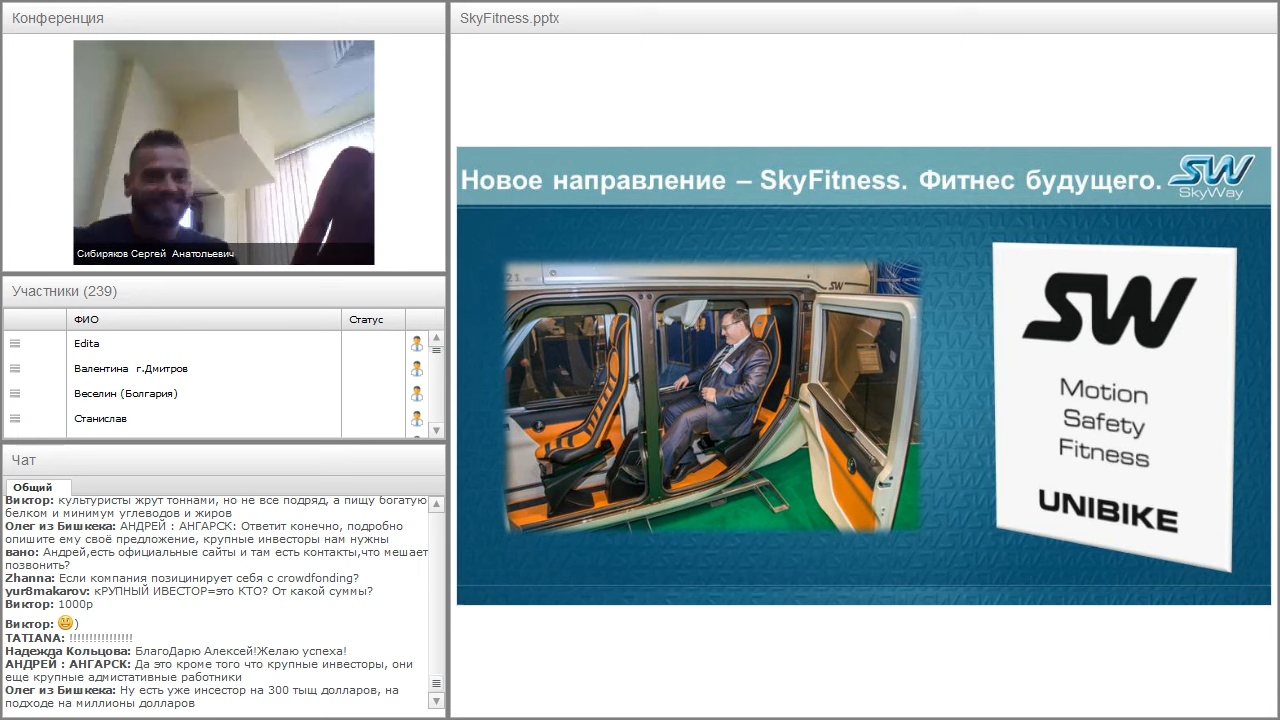 Конференция
Сибиряков Сергей Анатольевич
Участники (239)
ФИО
Статус
Edita
Валентина г.Дмитров
Веселин (Болгария)
Станислав
Чат
Общий
Виктор: культуристы жрут тоннами, но не все подряд, а пищу богатую
белком и минимум углеводов и жиров
Олег из Бишкека: АНДРЕЙ : АНГАРСК: Ответит конечно, подробно
опишите ему своё предложение, крупные инвесторы нам нужны
вано: Андрей,есть официальные сайты и там есть контакты,что мешает
позвонить?
Zhanna: Если компания позицинирует себя с crowdfonding?
yur8makarov: кРУПНЫЙ ИВЕСТОР=это КТО? От какой суммы?
Виктор: 1000р
Виктор: )
TATIANA: !!!!!!!!!!!!!!!!
Надежда Кольцова: БлагоДарю Алексей!Желаю успеха!
АНДРЕЙ : АНГАРСК: Да это кроме того что крупные инвесторы, они
еще крупные адмистативные работники
Олег из Бишкека: Ну есть уже инсестор на 300 тыщ долларов, на
подходе на миллионы долларов
SkyFitness.pptx
Новое направление – SkyFitness. Фитнес будущего.
SW
SkyWay
21
SW
SW
Motion
Safety
Fitness
UNIBIKE